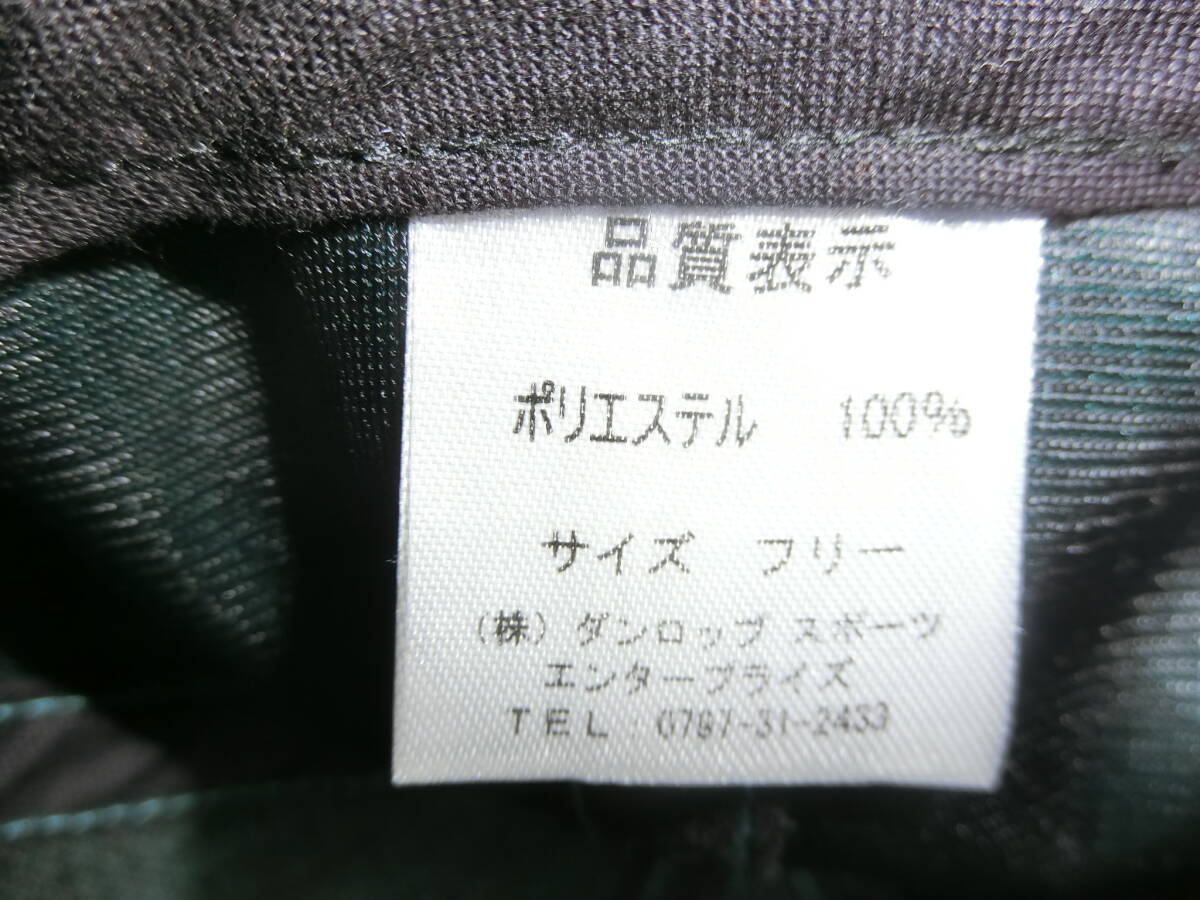 品質表示
ポリエステル 100%
サイズ フリー
(株) ダンロップ スポーツ
エンタープライズ
TEL：0797-31-2433